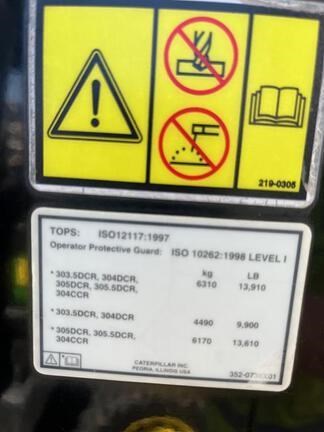 219-0305
TOPS: ISO12117:1997
Operator Protective Guard: ISO 10262:1998 LEVEL I
kg LB
* 303.5DCR, 304DCR,
305DCR, 305.5DCR, 6310 13,910
304CCR
* 303.5DCR, 304DCR 4490 9,900
* 305DCR, 305.5DCR, 6170 13,610
304CCR
CATERPILLAR INC.
PEORIA, ILLINOIS USA